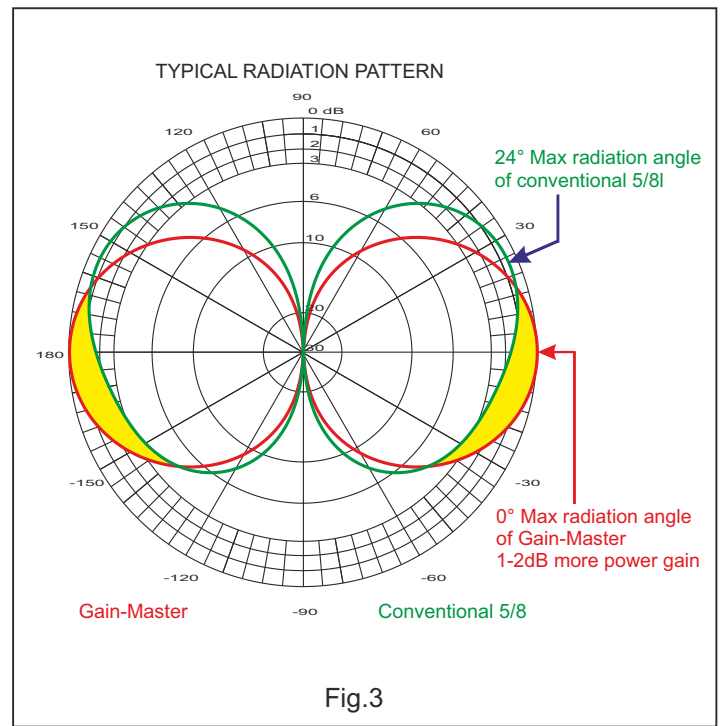 TYPICAL RADIATION PATTERN
90
0 dB
120
1
60
2
3
24° Max radiation angle
of conventional 5/8l
6
150
30
10
20
180
30
-150
-30
0° Max radiation angle
of Gain-Master
1-2dB more power gain
-120
-60
-90
Gain-Master
Conventional 5/8
Fig.3